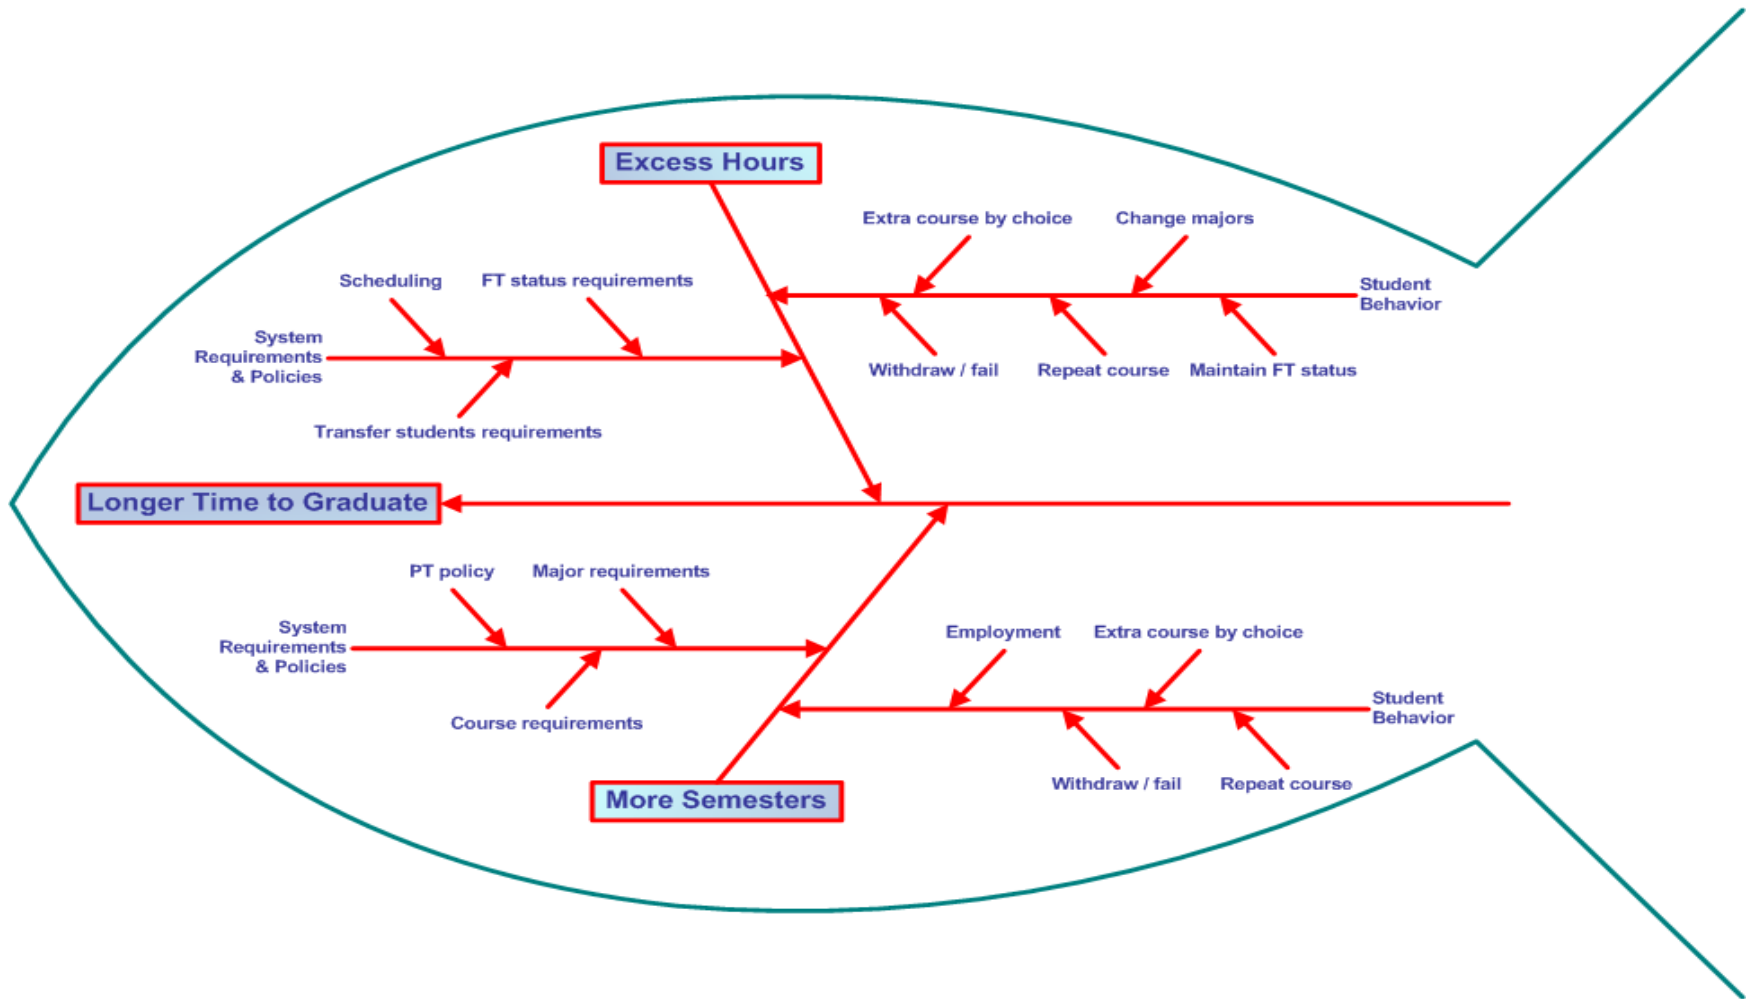 Excess Hours
Extra course by choice
Change majors
Scheduling
FT status requirements
Student
Behavior
System
Requirements
& Policies
Withdraw / fail
Repeat course
Maintain FT status
Transfer students requirements
Longer Time to Graduate
PT policy
Major requirements
System
Requirements
& Policies
Employment
Extra course by choice
Student
Behavior
Course requirements
Withdraw / fail
Repeat course
More Semesters